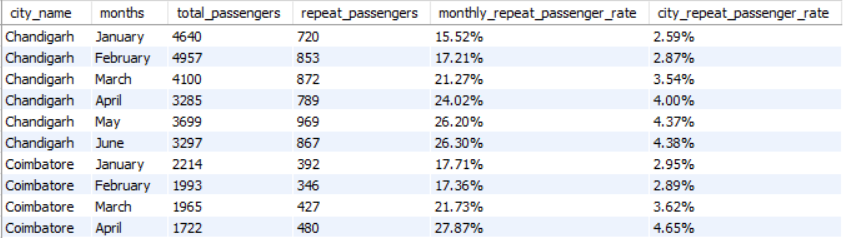 city_name months total_passengers repeat_passengers monthly_repeat_passenger_rate city_repeat_passenger_rate
Chandigarh January 4640 720 15.52% 2.59%
Chandigarh February 4957 853 17.21% 2.87%
Chandigarh March 4100 872 21.27% 3.54%
Chandigarh April 3285 789 24.02% 4.00%
Chandigarh May 3699 969 26.20% 4.37%
Chandigarh June 3297 867 26.30% 4.38%
Coimbatore January 2214 392 17.71% 2.95%
Coimbatore February 1993 346 17.36% 2.89%
Coimbatore March 1965 427 21.73% 3.62%
Coimbatore April 1722 480 27.87% 4.65%